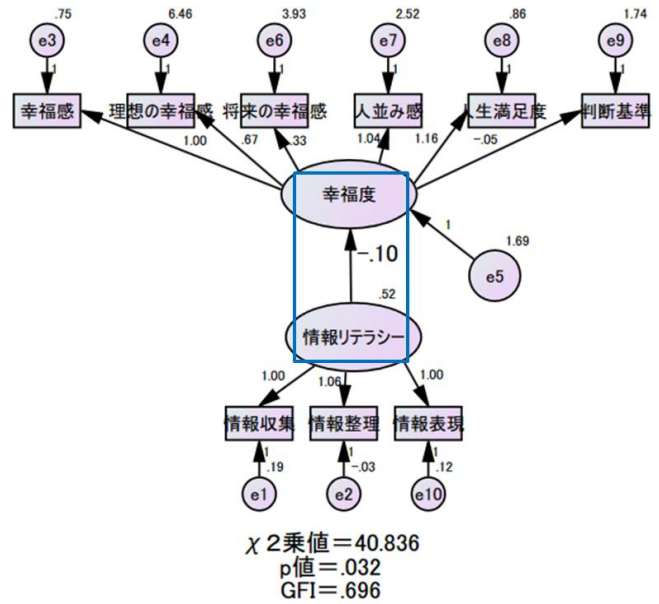 .75 6.46 3.93 2.52 .86 1.74
e3 e4 e6 e7 e8 e9
1 1 1 1 1 1
幸福感 理想の幸福感 将来の幸福感 人並み感 人生満足度 判断基準
1.00 .67 .33 1.04 1.16 -.05
幸福度
1
1.69
-.10
e5
.52
情報リテラシー
1.00 1.06 1.00
情報収集 情報整理 情報表現
1 1 1
.19 -.03 .12
e1 e2 e10
χ2乗値=40.836
p値=.032
GFI=.696